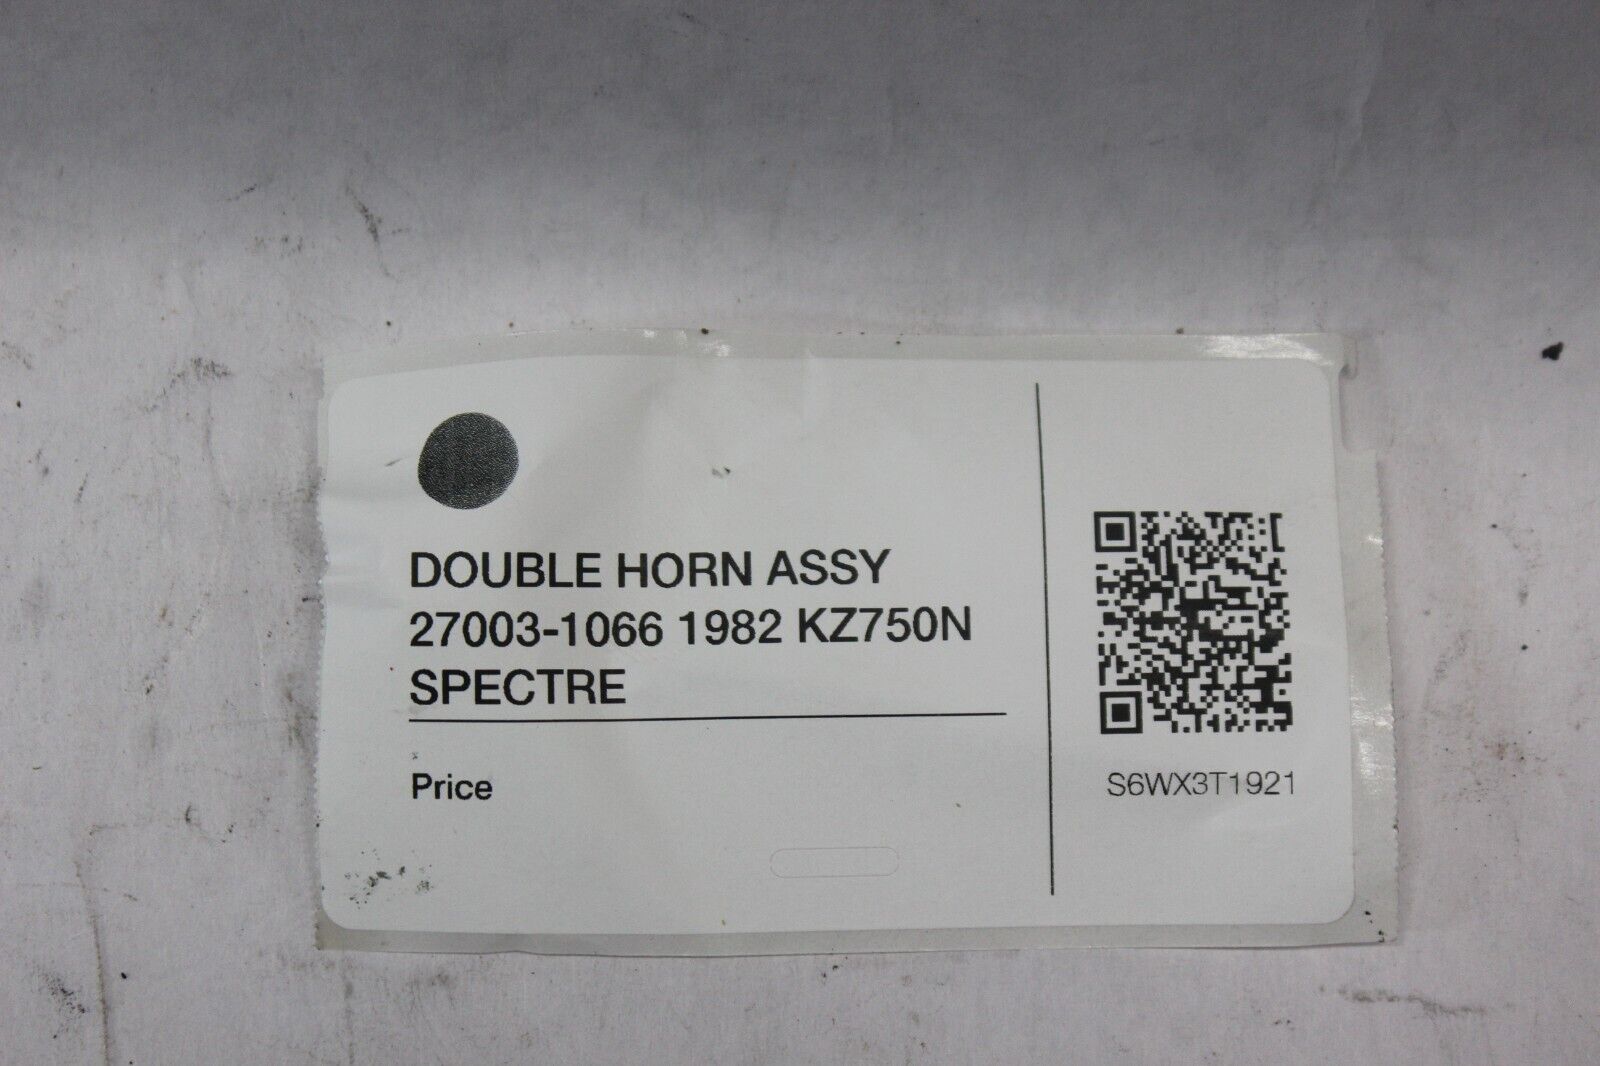 DOUBLE HORN ASSY
27003-1066 1982 KZ750N
SPECTRE
Price
S6WX3T1921